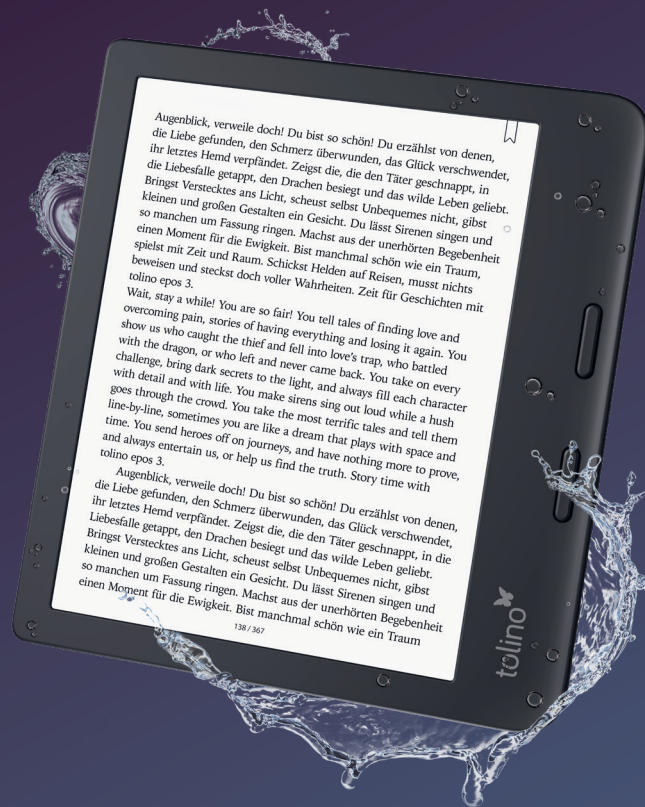 Augenblick, verweile doch! Du bist so schön! Du erzählst von denen,
die Liebe gefunden, den Schmerz überwunden, das Glück verschwendet,
ihr letztes Hemd verpfändet. Zeigst die, die den Täter geschnappt, in
die Liebesfalle getappt, den Drachen besiegt und das wilde Leben geliebt.
Bringst Verstecktes ans Licht, scheust selbst Unbequemes nicht, gibst
kleinen und großen Gestalten ein Gesicht. Du lässt Sirenen singen und
so manchen um Fassung ringen. Machst aus der unerhörten Begebenheit
einen Moment für die Ewigkeit. Bist manchmal schön wie ein Traum,
spielst mit Zeit und Raum. Schickst Helden auf Reisen, musst nichts
beweisen und steckst doch voller Wahrheiten. Zeit für Geschichten mit
tolino epos 3.
Wait, stay a while! You are so fair! You tell tales of finding love and
overcoming pain, stories of having everything and losing it again. You
show us who caught the thief and fell into love's trap, who battled
with the dragon, or who left and never came back. You take on every
challenge, bring dark secrets to the light, and always fill each character
with detail and with life. You make sirens sing out loud while a hush
goes through the crowd. You take the most terrific tales and tell them
line-by-line, sometimes you are like a dream that plays with space and
time. You send heroes off on journeys, and have nothing more to prove,
and always entertain us, or help us find the truth. Story time with
tolino epos 3.
Augenblick, verweile doch! Du bist so schön! Du erzählst von denen,
die Liebe gefunden, den Schmerz überwunden, das Glück verschwendet,
ihr letztes Hemd verpfändet. Zeigst die, die den Täter geschnappt, in die
Liebesfalle getappt, den Drachen besiegt und das wilde Leben geliebt.
Bringst Verstecktes ans Licht, scheust selbst Unbequemes nicht, gibst
kleinen und großen Gestalten ein Gesicht. Du lässt Sirenen singen und
so manchen um Fassung ringen. Machst aus der unerhörten Begebenheit
einen Moment für die Ewigkeit. Bist manchmal schön wie ein Traum
138 / 367
tolino